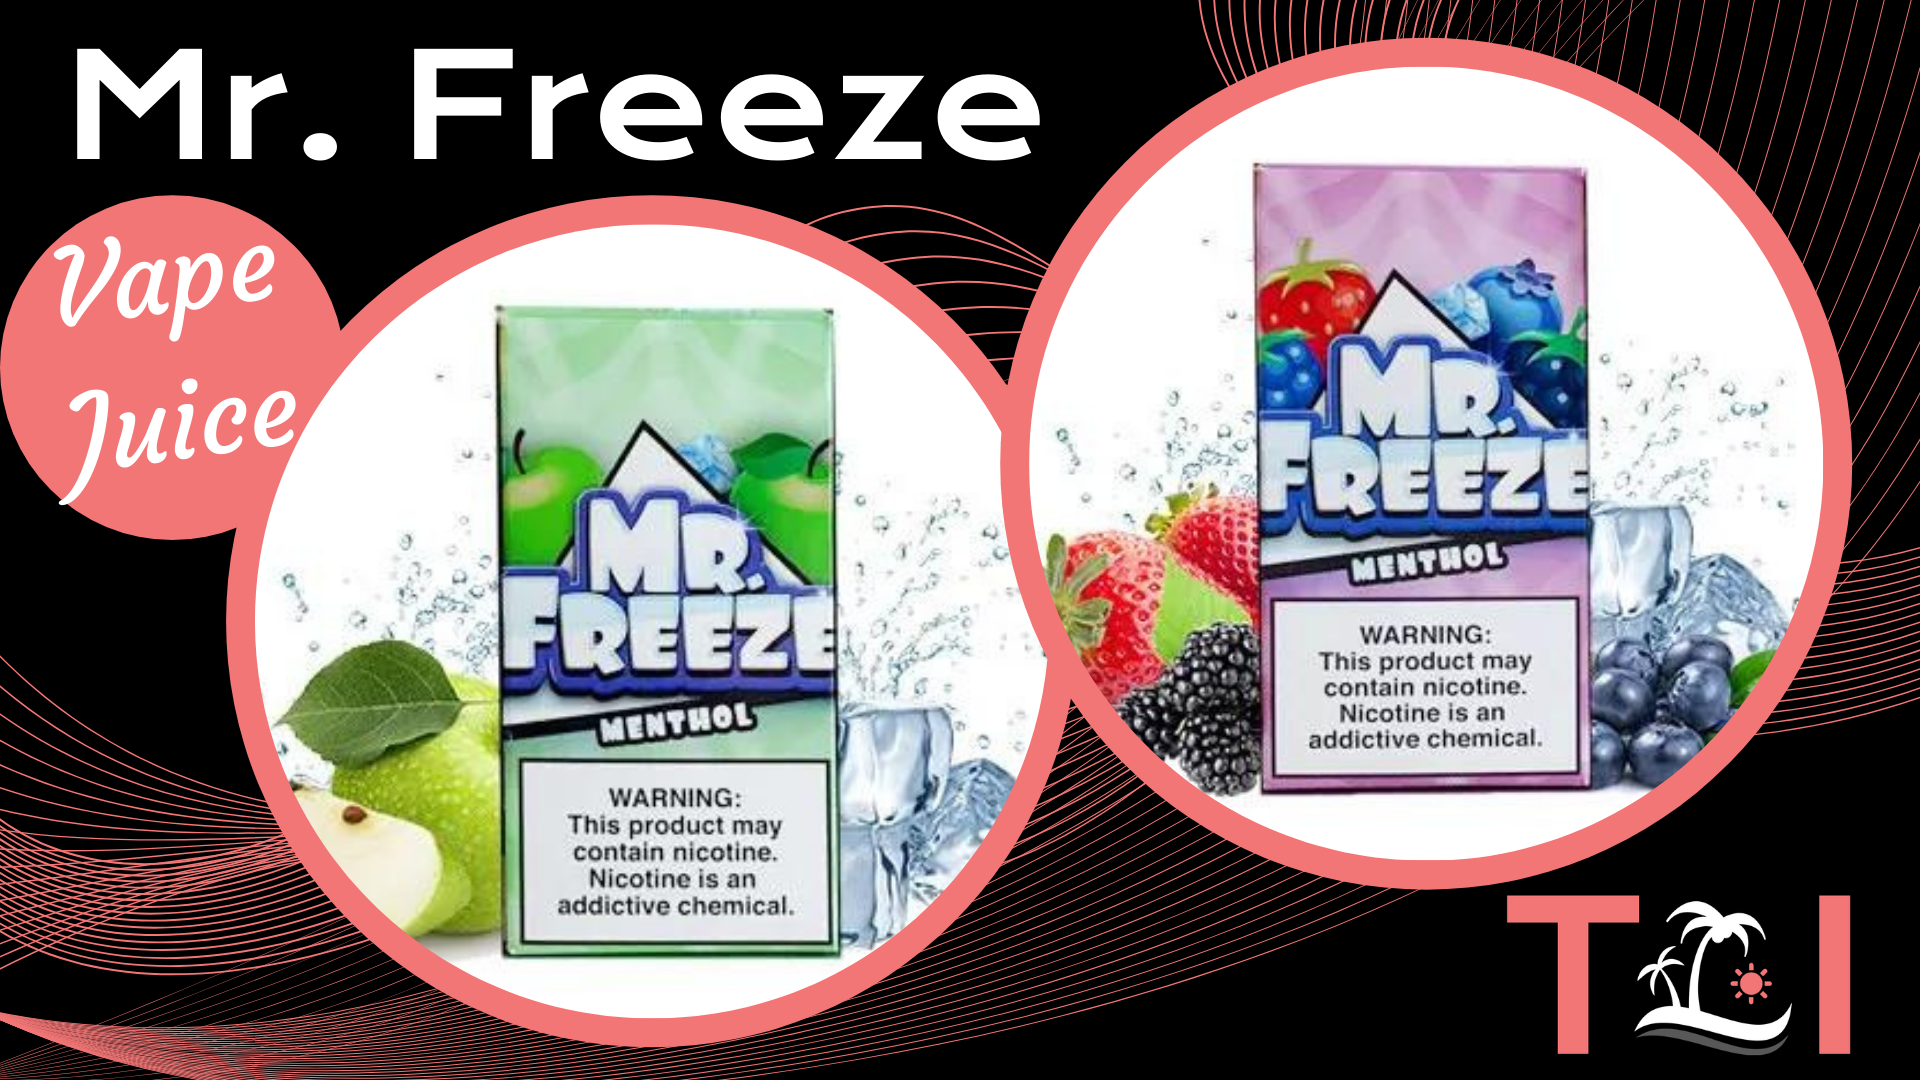 Mr. Freeze
Vape
Juice
MR.
FREEZE
MENTHOL
WARNING:
This product may
contain nicotine.
Nicotine is an
addictive chemical.
MR.
FREEZE
MENTHOL
WARNING:
This product may
contain nicotine.
Nicotine is an
addictive chemical.
T I